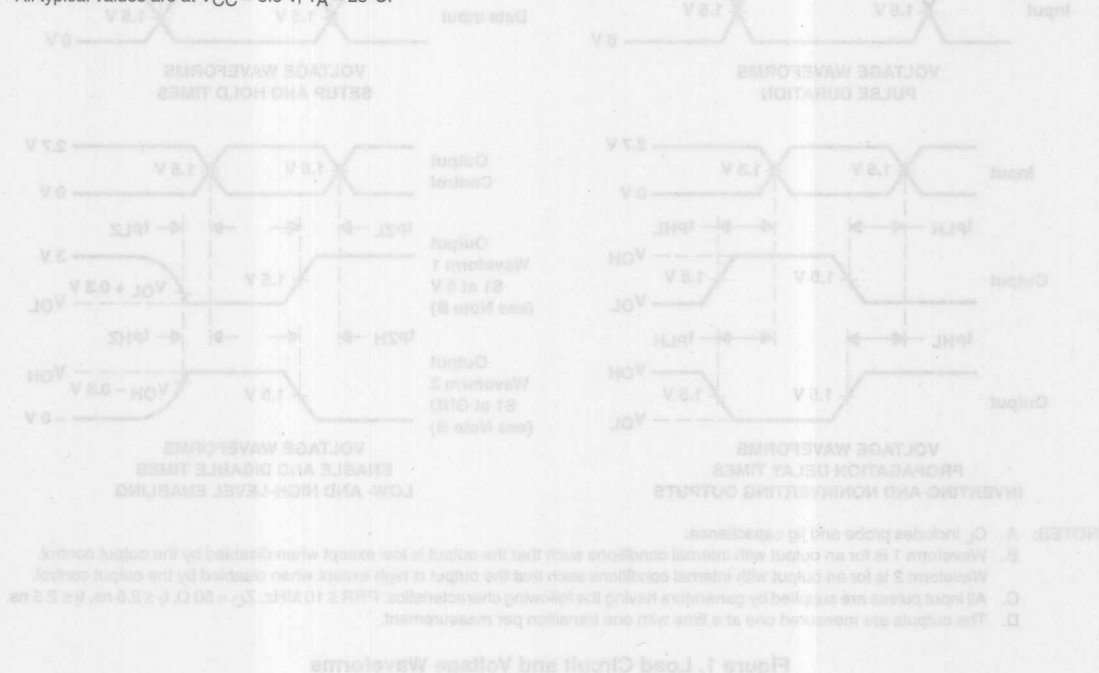 All typical values are at VCC = 3.3 V, TA = 25°C.
Input
1.5 V 1.5 V
0 V
VOLTAGE WAVEFORMS
PULSE DURATION
Data Input
1.5 V 1.5 V
0 V
VOLTAGE WAVEFORMS
SETUP AND HOLD TIMES
Input
1.5 V 1.5 V
2.7 V
0 V
tPLH tPHL
Output
1.5 V 1.5 V
VOH
VOL
tPHL tPLH
Output
1.5 V 1.5 V
VOH
VOL
VOLTAGE WAVEFORMS
PROPAGATION DELAY TIMES
INVERTING AND NONINVERTING OUTPUTS
Output
Control
1.5 V 1.5 V
2.7 V
0 V
tPZL tPLZ
Output
Waveform 1
S1 at 6 V
(see Note B)
1.5 V
VOL + 0.3 V
3 V
VOL
tPZH tPHZ
Output
Waveform 2
S1 at GND
(see Note B)
1.5 V
VOH – 0.3 V
VOH
0 V
VOLTAGE WAVEFORMS
ENABLE AND DISABLE TIMES
LOW- AND HIGH-LEVEL ENABLING
NOTES: A. CL includes probe and jig capacitance.
B. Waveform 1 is for an output with internal conditions such that the output is low except when disabled by the output control.
Waveform 2 is for an output with internal conditions such that the output is high except when disabled by the output control.
C. All input pulses are supplied by generators having the following characteristics: PRR ≤ 10 MHz, ZO = 50 Ω, tr ≤ 2.5 ns, tf ≤ 2.5 ns.
D. The outputs are measured one at a time with one transition per measurement.
Figure 1. Load Circuit and Voltage Waveforms